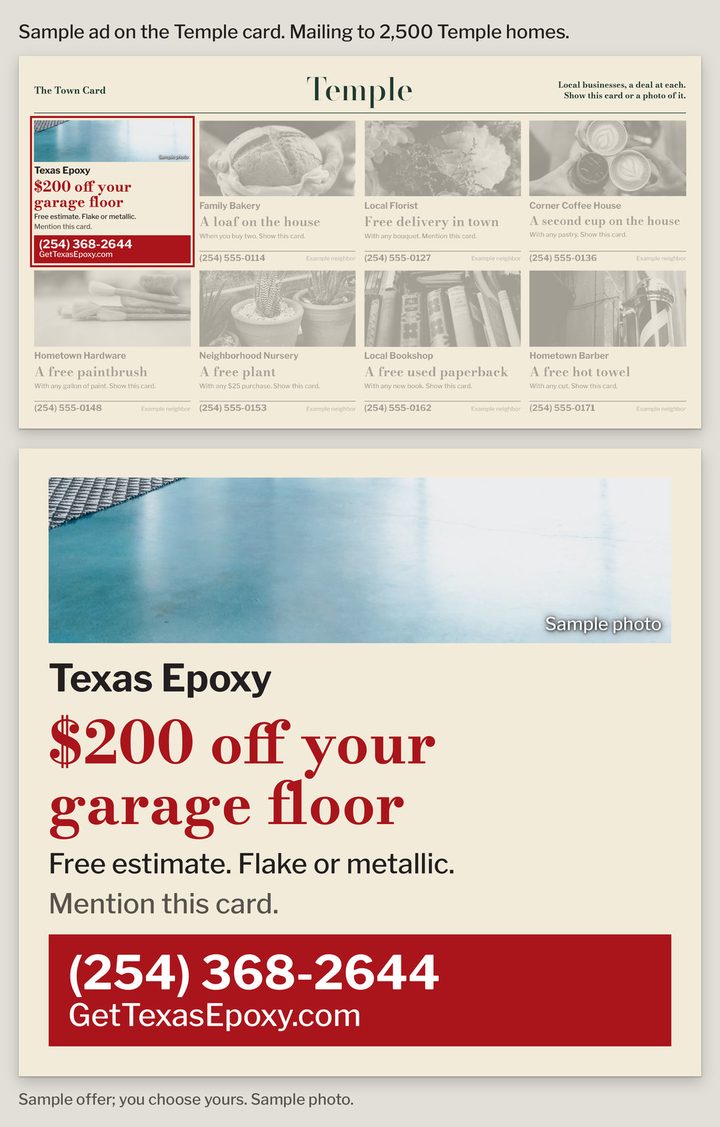 Sample ad on the Temple card. Mailing to 2,500 Temple homes.
The Town Card
Temple
Local businesses, a deal at each.
Show this card or a photo of it.
Sample photo
Texas Epoxy
$200 off your
garage floor
Free estimate. Flake or metallic.
Mention this card.
(254) 368-2644
GetTexasEpoxy.com
Family Bakery
A loaf on the house
When you buy two. Show this card.
(254) 555-0114
Example neighbor
Local Florist
Free delivery in town
With any bouquet. Mention this card.
(254) 555-0127
Example neighbor
Corner Coffee House
A second cup on the house
With any pastry. Show this card.
(254) 555-0136
Example neighbor
Hometown Hardware
A free paintbrush
With any gallon of paint. Show this card.
(254) 555-0148
Example neighbor
Neighborhood Nursery
A free plant
With any $25 purchase. Show this card.
(254) 555-0153
Example neighbor
Local Bookshop
A free used paperback
With any new book. Show this card.
(254) 555-0162
Example neighbor
Hometown Barber
A free hot towel
With any cut. Show this card.
(254) 555-0171
Example neighbor
Sample photo
Texas Epoxy
$200 off your
garage floor
Free estimate. Flake or metallic.
Mention this card.
(254) 368-2644
GetTexasEpoxy.com
Sample offer; you choose yours. Sample photo.